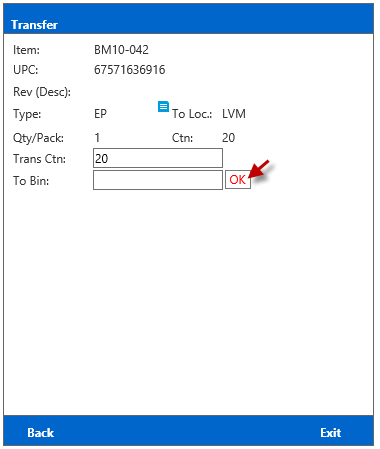 Transfer
Item: BM10-042
UPC: 67571636916
Rev (Desc):
Type: EP To Loc.: LVM
Qty/Pack: 1 Ctn: 20
Trans Ctn: 20
To Bin: OK
Back Exit